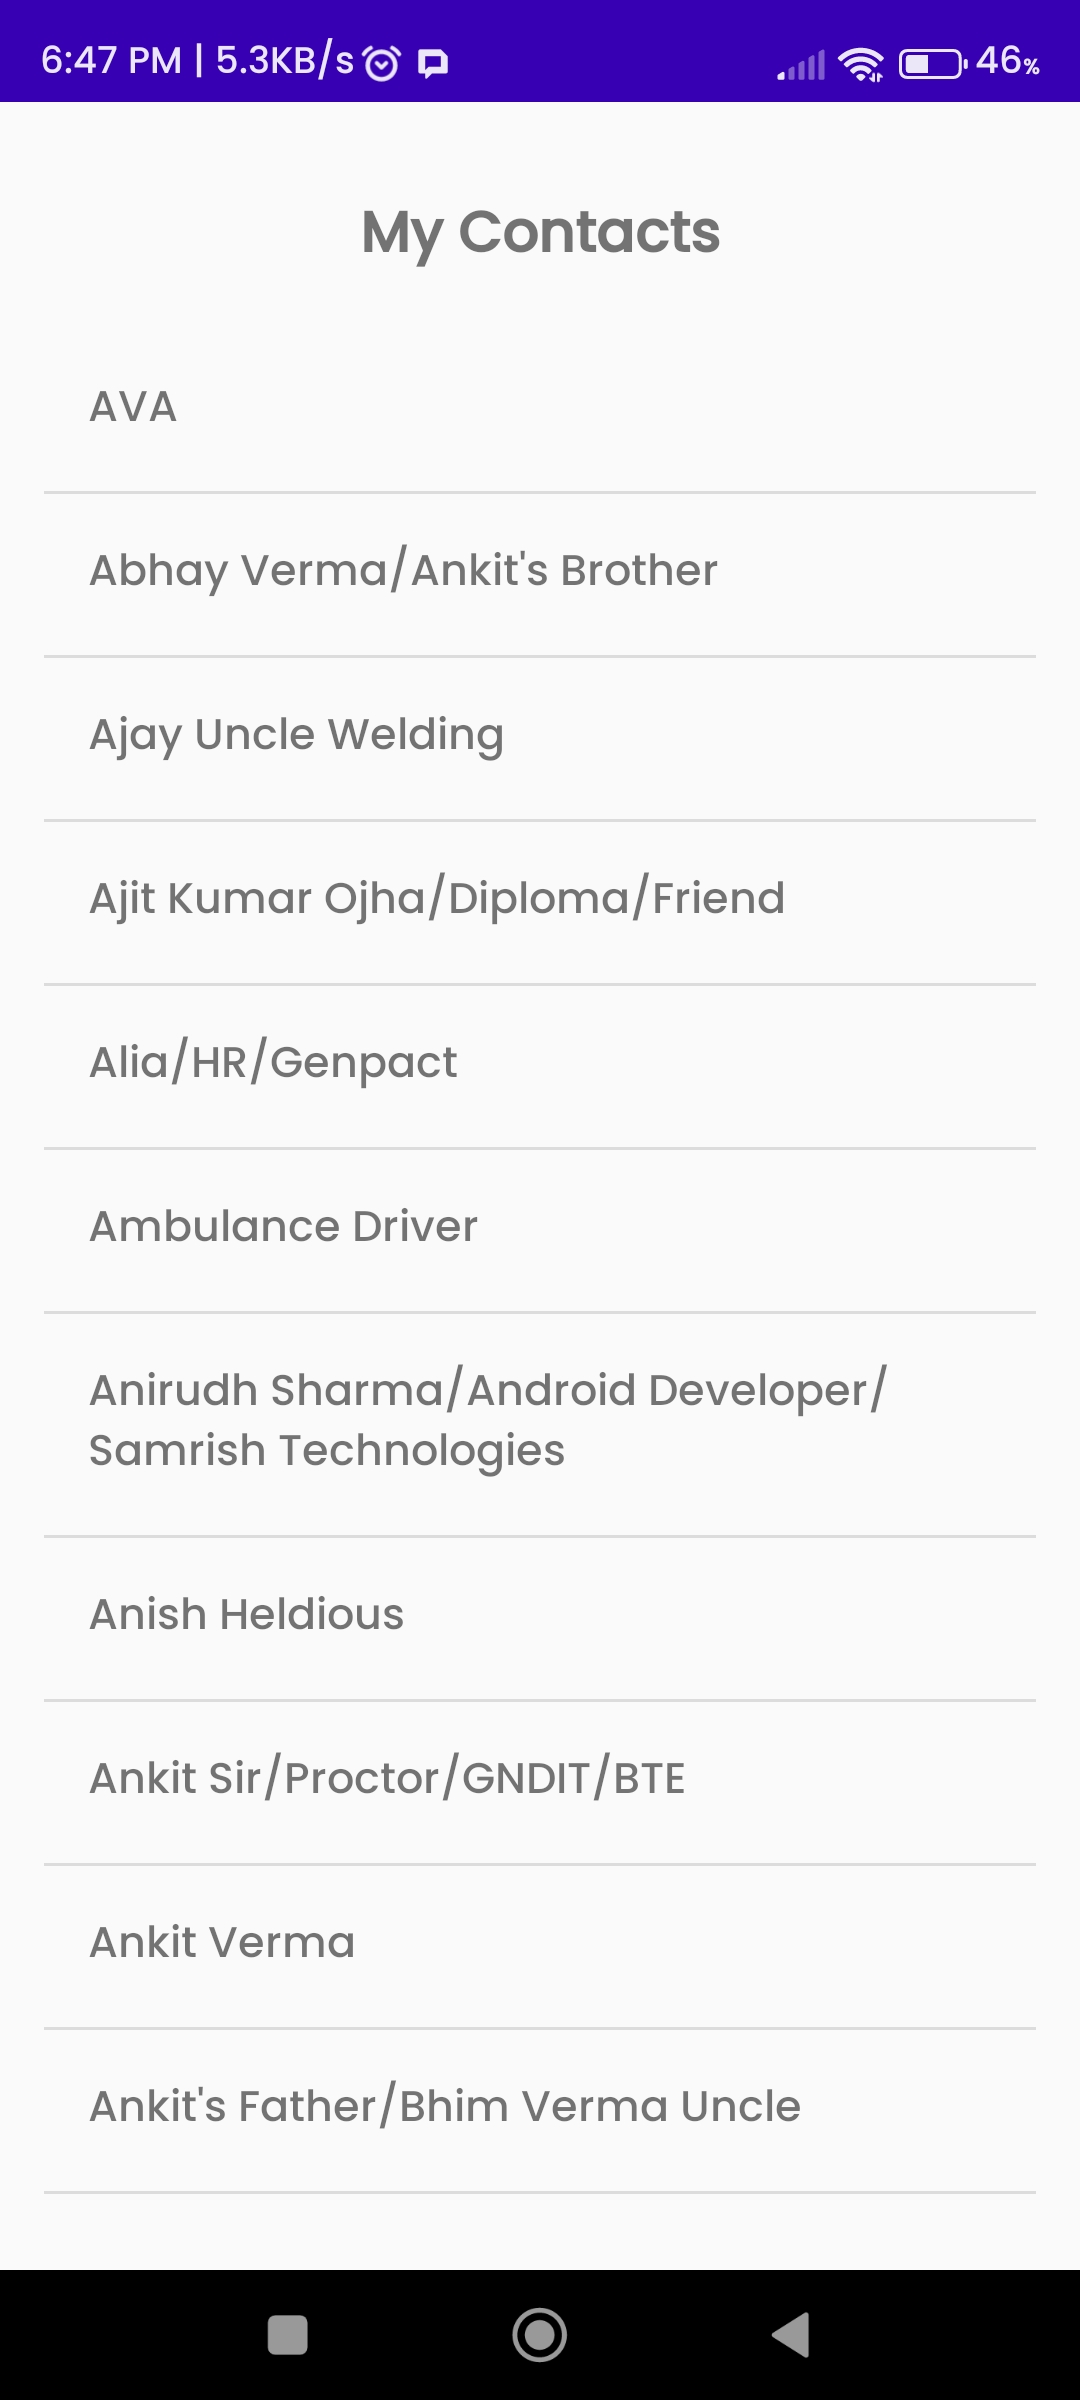 6:47 PM | 5.3KB/s 46%
My Contacts
AVA
Abhay Verma/Ankit's Brother
Ajay Uncle Welding
Ajit Kumar Ojha/Diploma/Friend
Alia/HR/Genpact
Ambulance Driver
Anirudh Sharma/Android Developer/
Samrish Technologies
Anish Heldious
Ankit Sir/Proctor/GNDIT/BTE
Ankit Verma
Ankit's Father/Bhim Verma Uncle